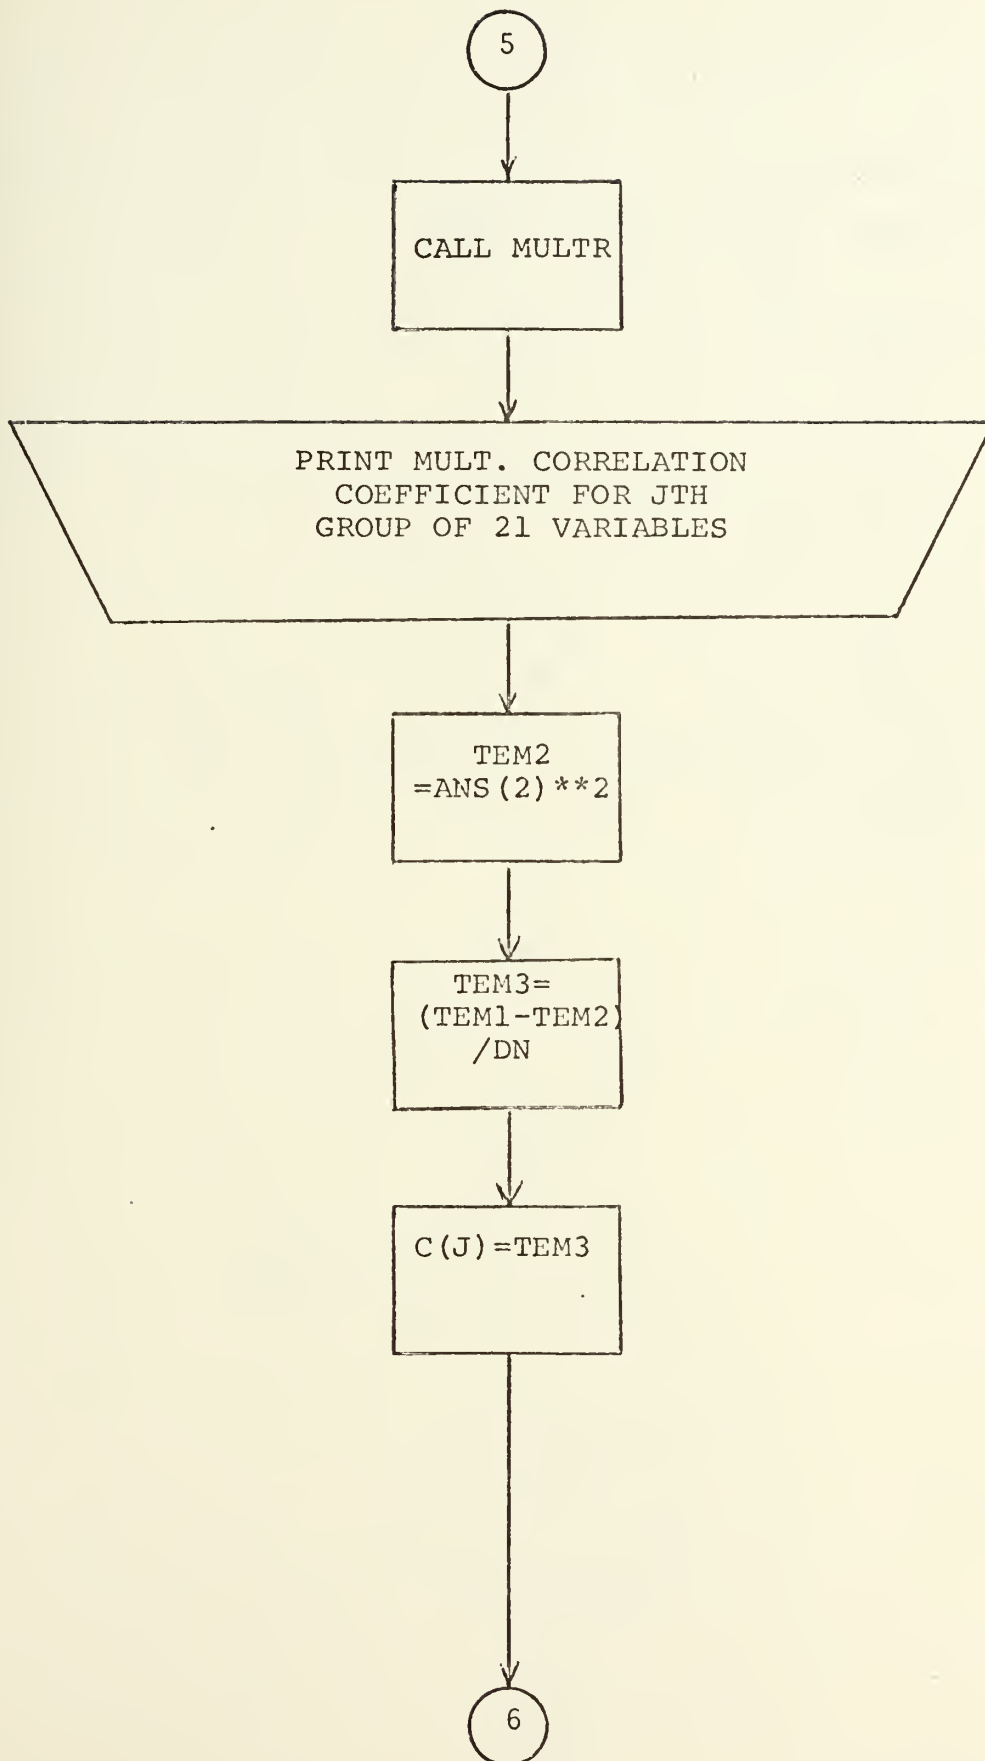 5
CALL MULTR
PRINT MULT. CORRELATION
COEFFICIENT FOR JTH
GROUP OF 21 VARIABLES
TEM2
=ANS(2)**2
TEM3=
(TEM1-TEM2)
/DN
C(J)=TEM3
6